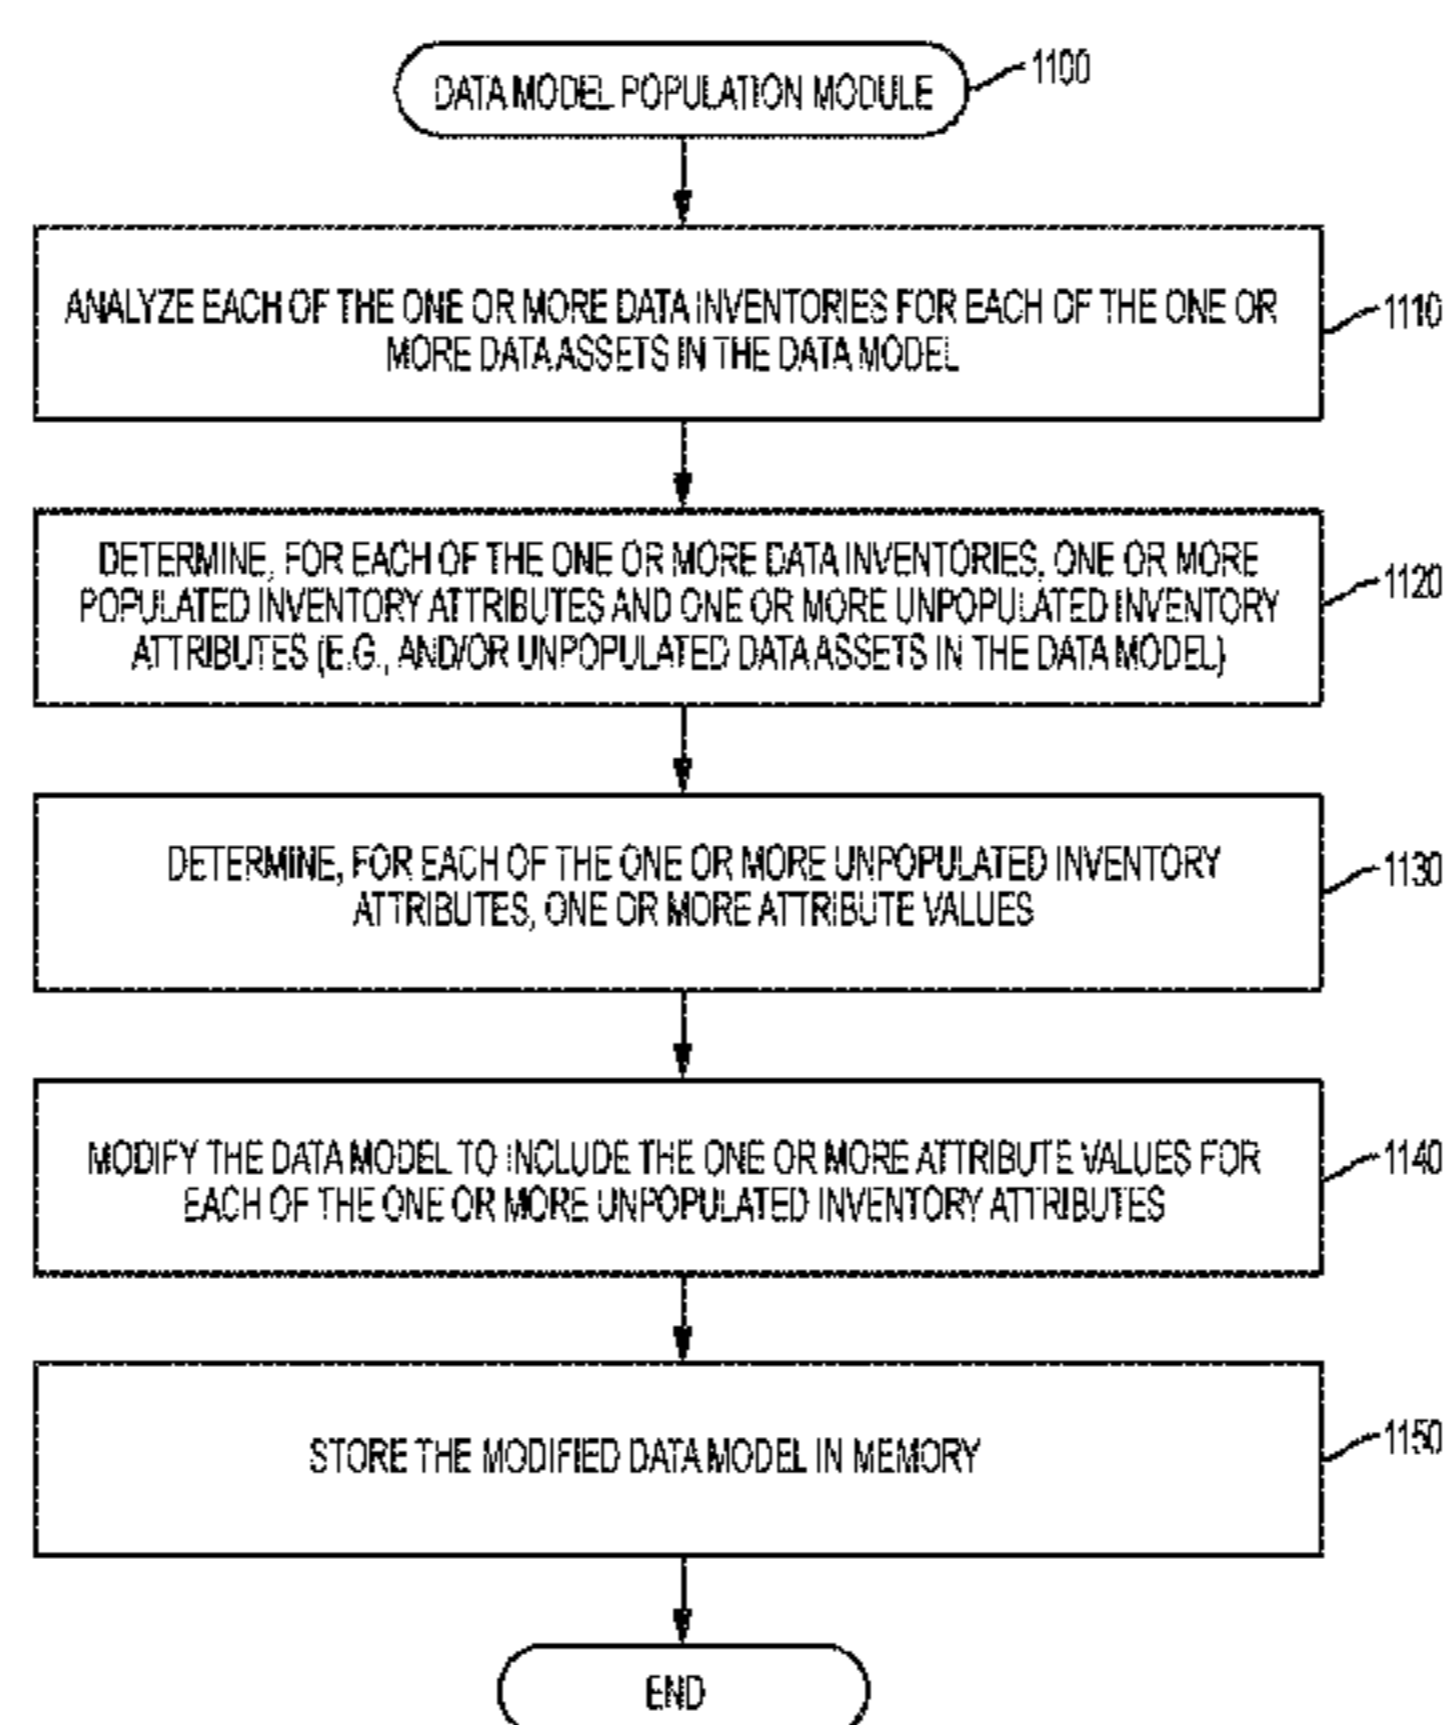 DATA MODEL POPULATION MODULE
1100
ANALYZE EACH OF THE ONE OR MORE DATA INVENTORIES FOR EACH OF THE ONE OR
MORE DATA ASSETS IN THE DATA MODEL
1110
DETERMINE, FOR EACH OF THE ONE OR MORE DATA INVENTORIES, ONE OR MORE
POPULATED INVENTORY ATTRIBUTES AND ONE OR MORE UNPOPULATED INVENTORY
ATTRIBUTES (E.G., AND/OR UNPOPULATED DATA ASSETS IN THE DATA MODEL)
1120
DETERMINE, FOR EACH OF THE ONE OR MORE UNPOPULATED INVENTORY
ATTRIBUTES, ONE OR MORE ATTRIBUTE VALUES
1130
MODIFY THE DATA MODEL TO INCLUDE THE ONE OR MORE ATTRIBUTE VALUES FOR
EACH OF THE ONE OR MORE UNPOPULATED INVENTORY ATTRIBUTES
1140
STORE THE MODIFIED DATA MODEL IN MEMORY
1150
END